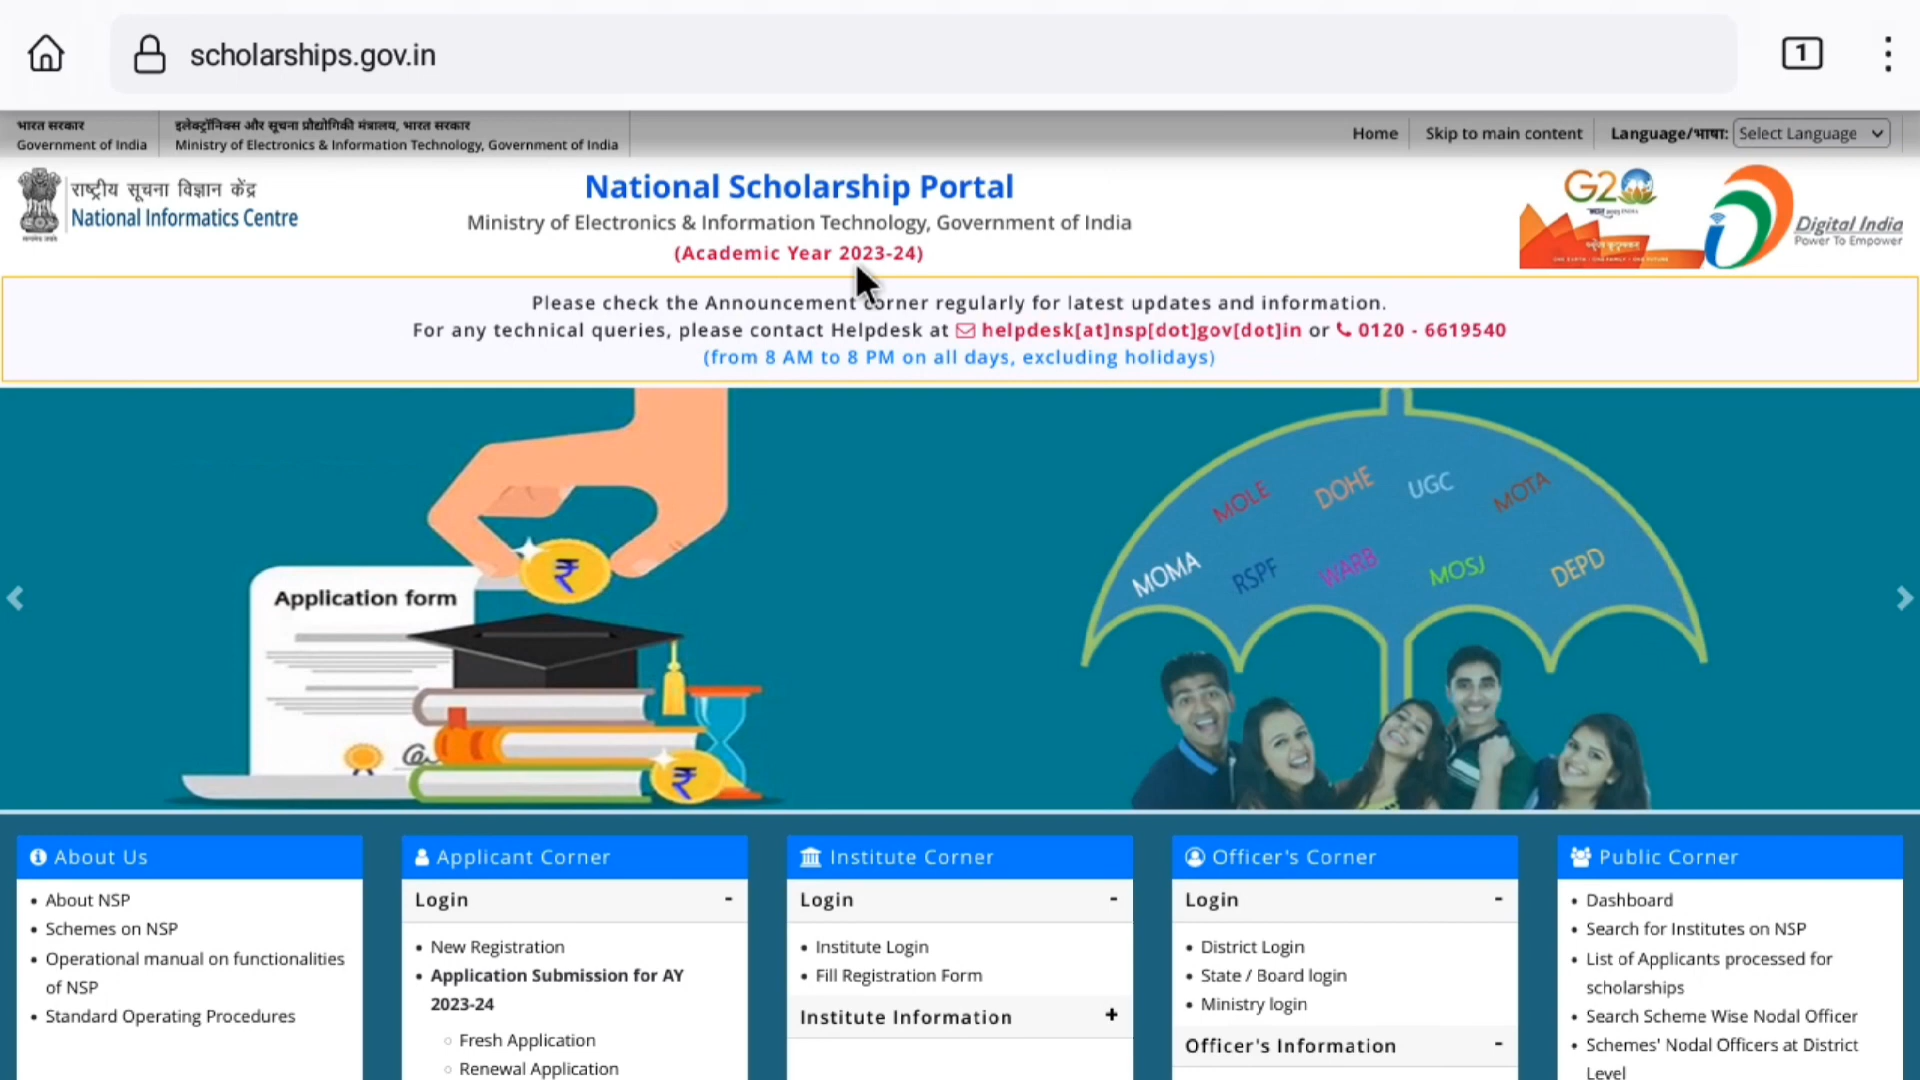 scholarships.gov.in
1
भारत सरकार
Government of India
इलेक्ट्रॉनिक्स और सूचना प्रौद्योगिकी मंत्रालय, भारत सरकार
Ministry of Electronics & Information Technology, Government of India
Home
Skip to main content
Language/भाषा:
Select Language
राष्ट्रीय सूचना विज्ञान केंद्र
National Informatics Centre
National Scholarship Portal
Ministry of Electronics & Information Technology, Government of India
(Academic Year 2023-24)
G20
Digital India
Power To Empower
Please check the Announcement corner regularly for latest updates and information.
For any technical queries, please contact Helpdesk at helpdesk[at]nsp[dot]gov[dot]in or 0120 - 6619540
(from 8 AM to 8 PM on all days, excluding holidays)
Application form
₹
₹
MOLE
DOHE
UGC
MOTA
MOMA
RSPF
WARB
MOSJ
DEPD
About Us
• About NSP
• Schemes on NSP
• Operational manual on functionalities
of NSP
• Standard Operating Procedures
Applicant Corner
Login -
• New Registration
• Application Submission for AY
2023-24
Fresh Application
Renewal Application
Institute Corner
Login -
• Institute Login
• Fill Registration Form
Institute Information +
Officer's Corner
Login -
• District Login
• State / Board login
• Ministry login
Officer's Information -
Public Corner
• Dashboard
• Search for Institutes on NSP
• List of Applicants processed for
scholarships
• Search Scheme Wise Nodal Officer
• Schemes' Nodal Officers at District
Level